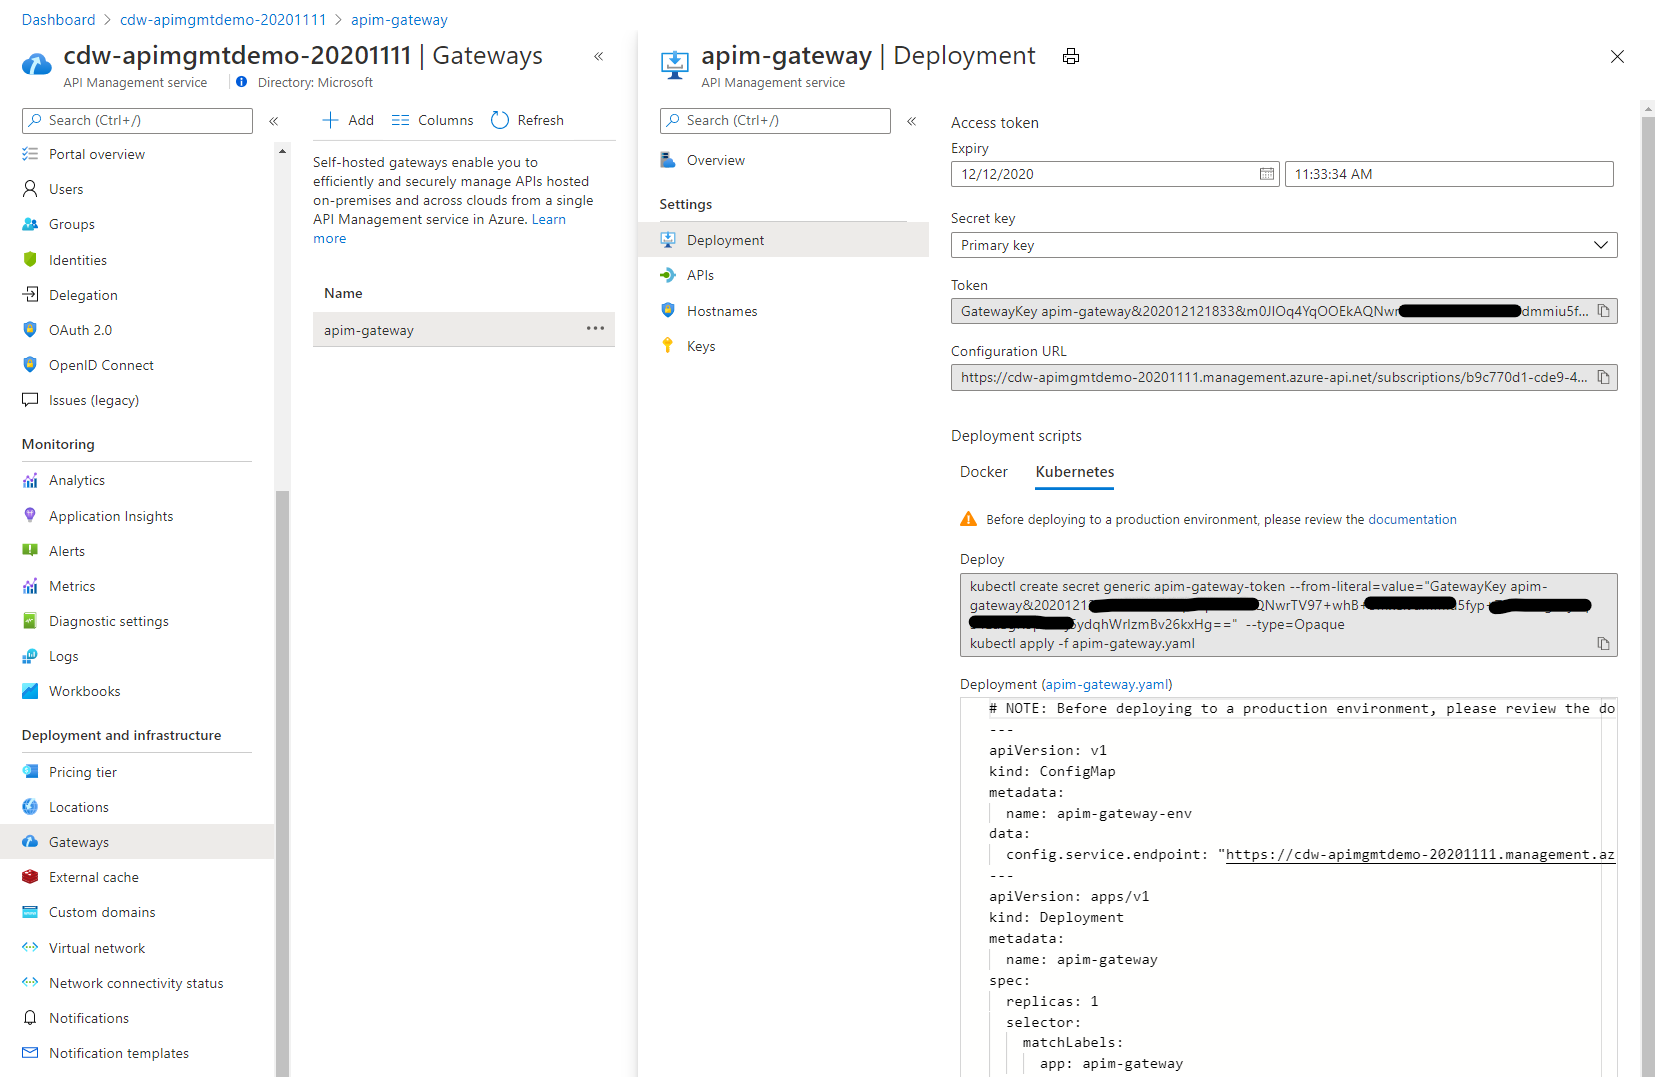 Dashboard > cdw-apimgmtdemo-20201111 > apim-gateway
cdw-apimgmtdemo-20201111 | Gateways
API Management service
Directory: Microsoft
Search (Ctrl+/)
Portal overview
Users
Groups
Identities
Delegation
OAuth 2.0
OpenID Connect
Issues (legacy)
Monitoring
Analytics
Application Insights
Alerts
Metrics
Diagnostic settings
Logs
Workbooks
Deployment and infrastructure
Pricing tier
Locations
Gateways
External cache
Custom domains
Virtual network
Network connectivity status
Notifications
Notification templates
Add
Columns
Refresh
Self-hosted gateways enable you to
efficiently and securely manage APIs hosted
on-premises and across clouds from a single
API Management service in Azure. Learn
more
Name
apim-gateway
apim-gateway | Deployment
API Management service
Search (Ctrl+/)
Overview
Settings
Deployment
APIs
Hostnames
Keys
Access token
Expiry
12/12/2020
11:33:34 AM
Secret key
Primary key
Token
GatewayKey apim-gateway&202012121833&m0JIOq4YqOOEkAQNwr dmmiu5f...
Configuration URL
https://cdw-apimgmtdemo-20201111.management.azure-api.net/subscriptions/b9c770d1-cde9-4...
Deployment scripts
Docker
Kubernetes
Before deploying to a production environment, please review the documentation
Deploy
kubectl create secret generic apim-gateway-token --from-literal=value="GatewayKey apim-
gateway&2020121 QNwrTV97+whB+ u5fyp+
5ydqhWrIzmBv26kxHg==" --type=Opaque
kubectl apply -f apim-gateway.yaml
Deployment (apim-gateway.yaml)
# NOTE: Before deploying to a production environment, please review the do
---
apiVersion: v1
kind: ConfigMap
metadata:
name: apim-gateway-env
data:
config.service.endpoint: "https://cdw-apimgmtdemo-20201111.management.az
---
apiVersion: apps/v1
kind: Deployment
metadata:
name: apim-gateway
spec:
replicas: 1
selector:
matchLabels:
app: apim-gateway